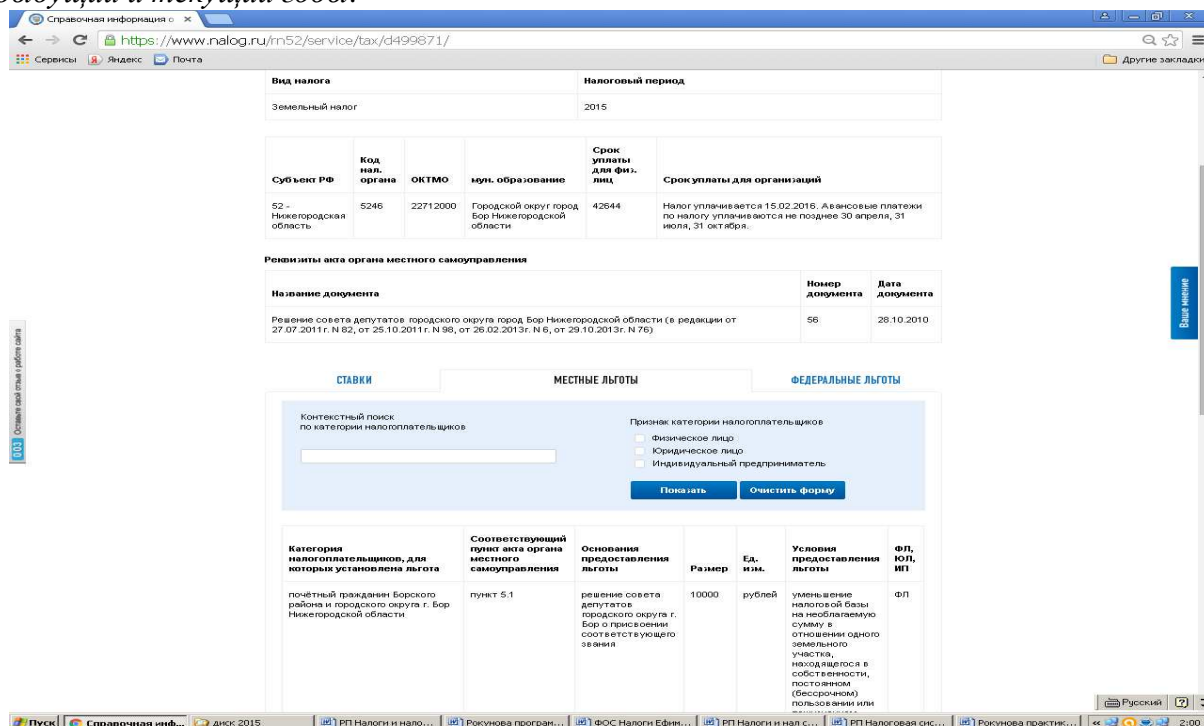 Справочная информация о
https://www.nalog.ru/rn52/service/tax/d499871/
Сервисы Яндекс Почта Другие закладки
Вид налога Налоговый период
Земельный налог 2015
Субъект РФ Код нал. органа ОКТМО мун. образование Срок уплаты для физ. лиц Срок уплаты для организаций
52 - Нижегородская область 5246 22712000 Городской округ город Бор Нижегородской области 42644 Налог уплачивается 15.02.2016. Авансовые платежи по налогу уплачиваются не позднее 30 апреля, 31 июля, 31 октября.
Реквизиты акта органа местного самоуправления
Название документа Номер документа Дата документа
Решение совета депутатов городского округа город Бор Нижегородской области (в редакции от
27.07.2011г. N 82, от 25.10.2011г. N 98, от 26.02.2013г. N 6, от 29.10.2013г. N 76) 56 28.10.2010
Ваше мнение
Оставьте свой отзыв о работе сайта
003
СТАВКИ МЕСТНЫЕ ЛЬГОТЫ ФЕДЕРАЛЬНЫЕ ЛЬГОТЫ
Контекстный поиск
по категории налогоплательщиков
Признак категории налогоплательщиков
Физическое лицо
Юридическое лицо
Индивидуальный предприниматель
Показать Очистить форму
Категория налогоплательщиков, для которых установлена льгота Соответствующий пункт акта органа местного самоуправления Основания предоставления льготы Размер Ед. изм. Условия предоставления льготы ФЛ, ЮЛ, ИП
почётный гражданин Борского района и городского округа г. Бор Нижегородской области пункт 5.1 решение совета депутатов городского округа г. Бор о присвоении соответствующего звания 10000 рублей уменьшение налоговой базы на необлагаемую сумму в отношении одного земельного участка, находящегося в собственности, постоянном (бессрочном) пользовании или ФЛ
Русский
Пуск Справочная инф... диск 2015 РП Налоги и нало... Рокунова програм... ФОС Налоги Ефим... РП Налоги и нал с... РП Налоговая сис... Рокунова практик... 2:00